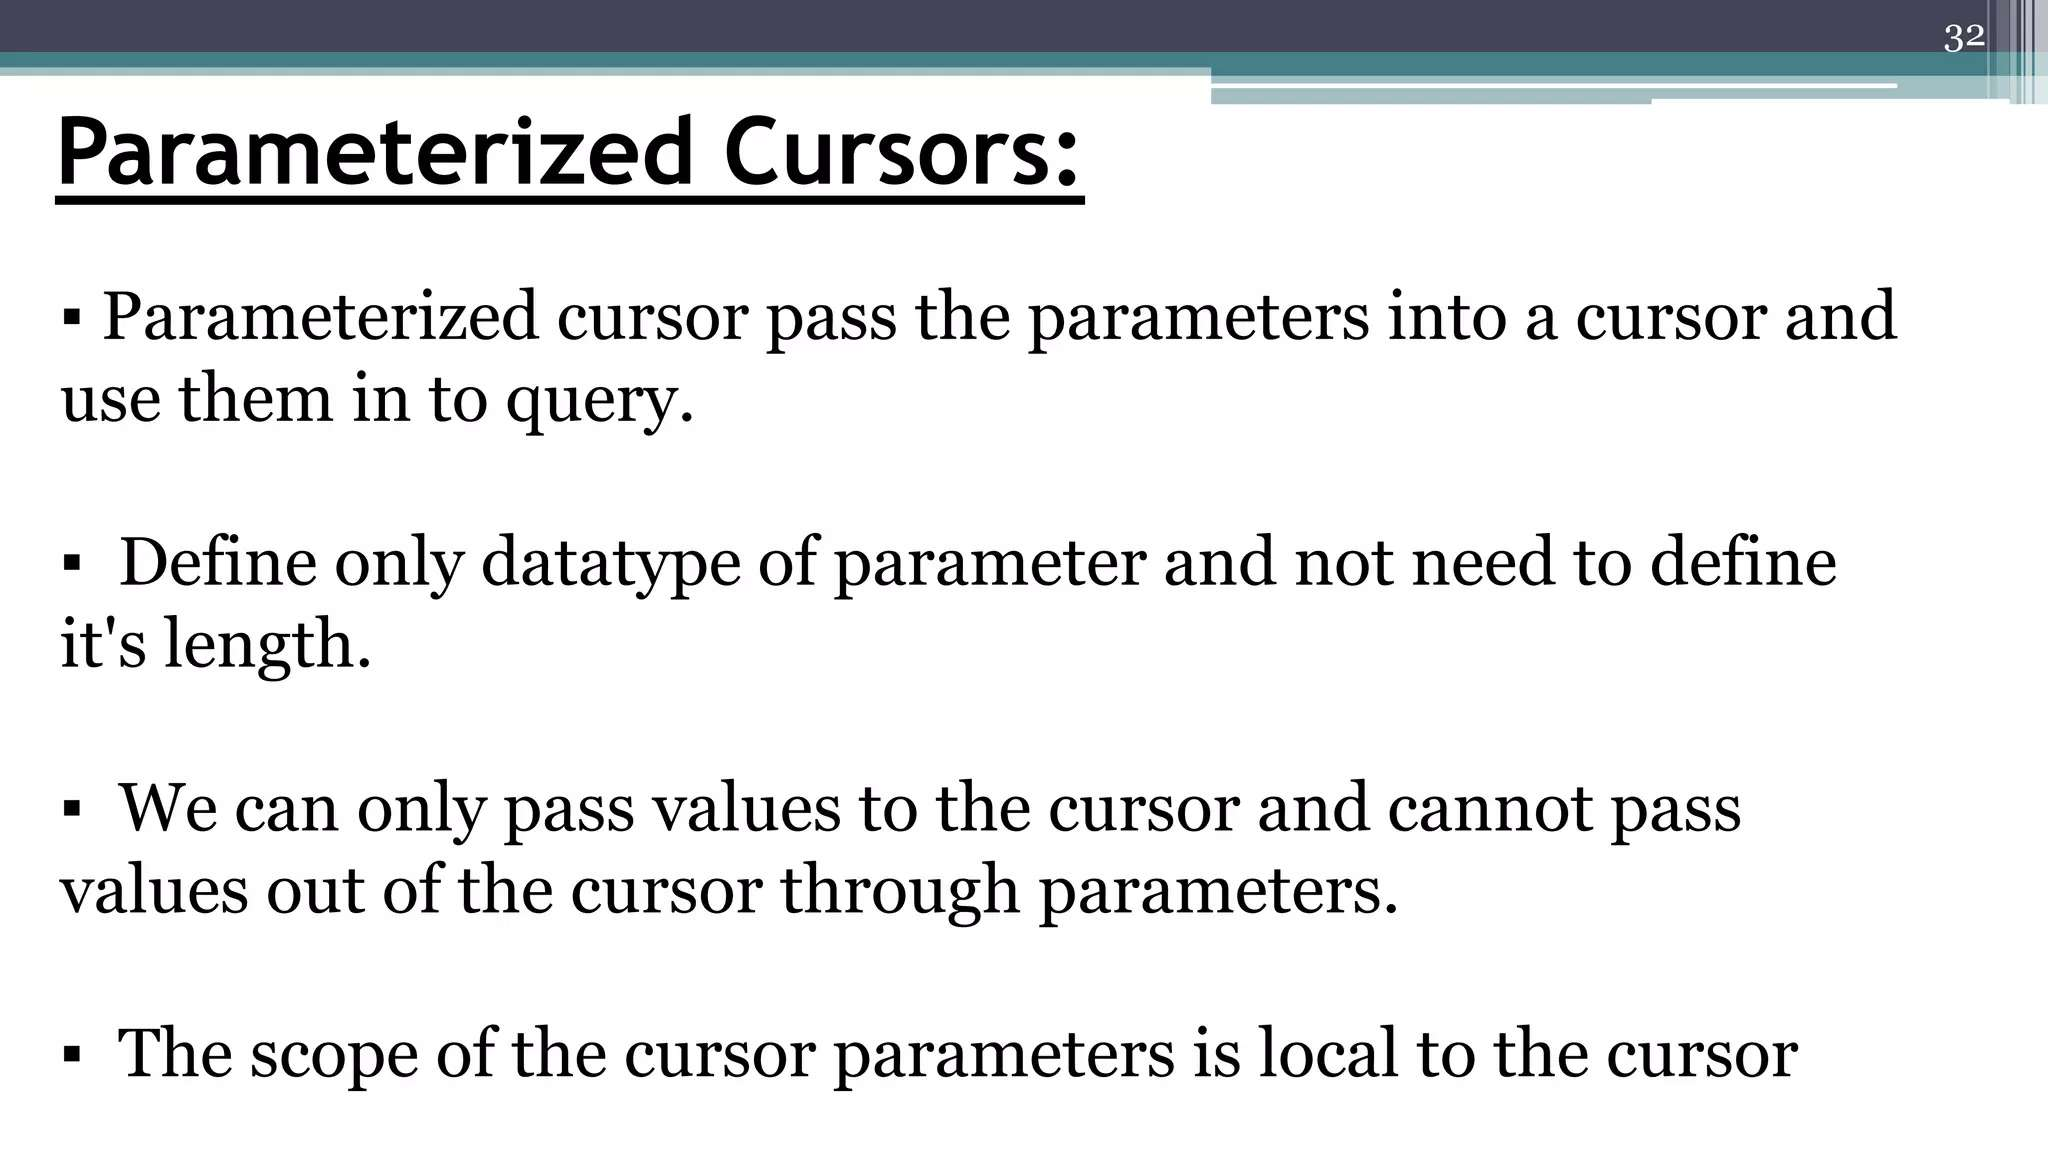 32
Parameterized Cursors:
▪ Parameterized cursor pass the parameters into a cursor and
use them in to query.
▪ Define only datatype of parameter and not need to define
it's length.
▪ We can only pass values to the cursor and cannot pass
values out of the cursor through parameters.
▪ The scope of the cursor parameters is local to the cursor